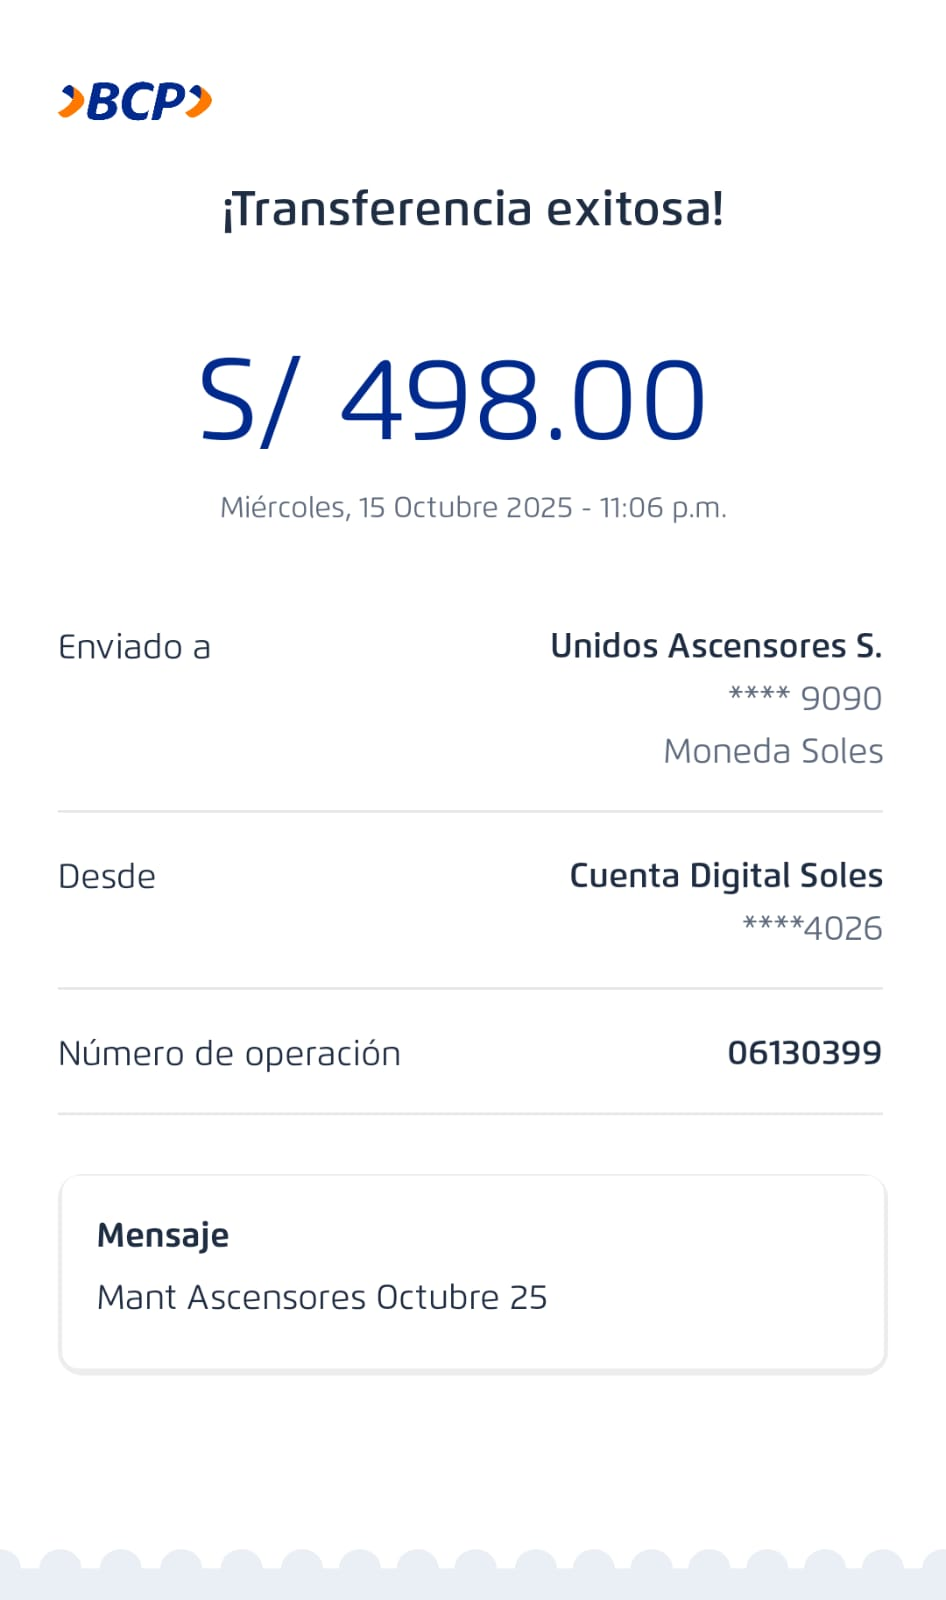 BCP
¡Transferencia exitosa!
S/ 498.00
Miércoles, 15 Octubre 2025 - 11:06 p.m.
Enviado a
Unidos Ascensores S.
**** 9090
Moneda Soles
Desde
Cuenta Digital Soles
****4026
Número de operación
06130399
Mensaje
Mant Ascensores Octubre 25